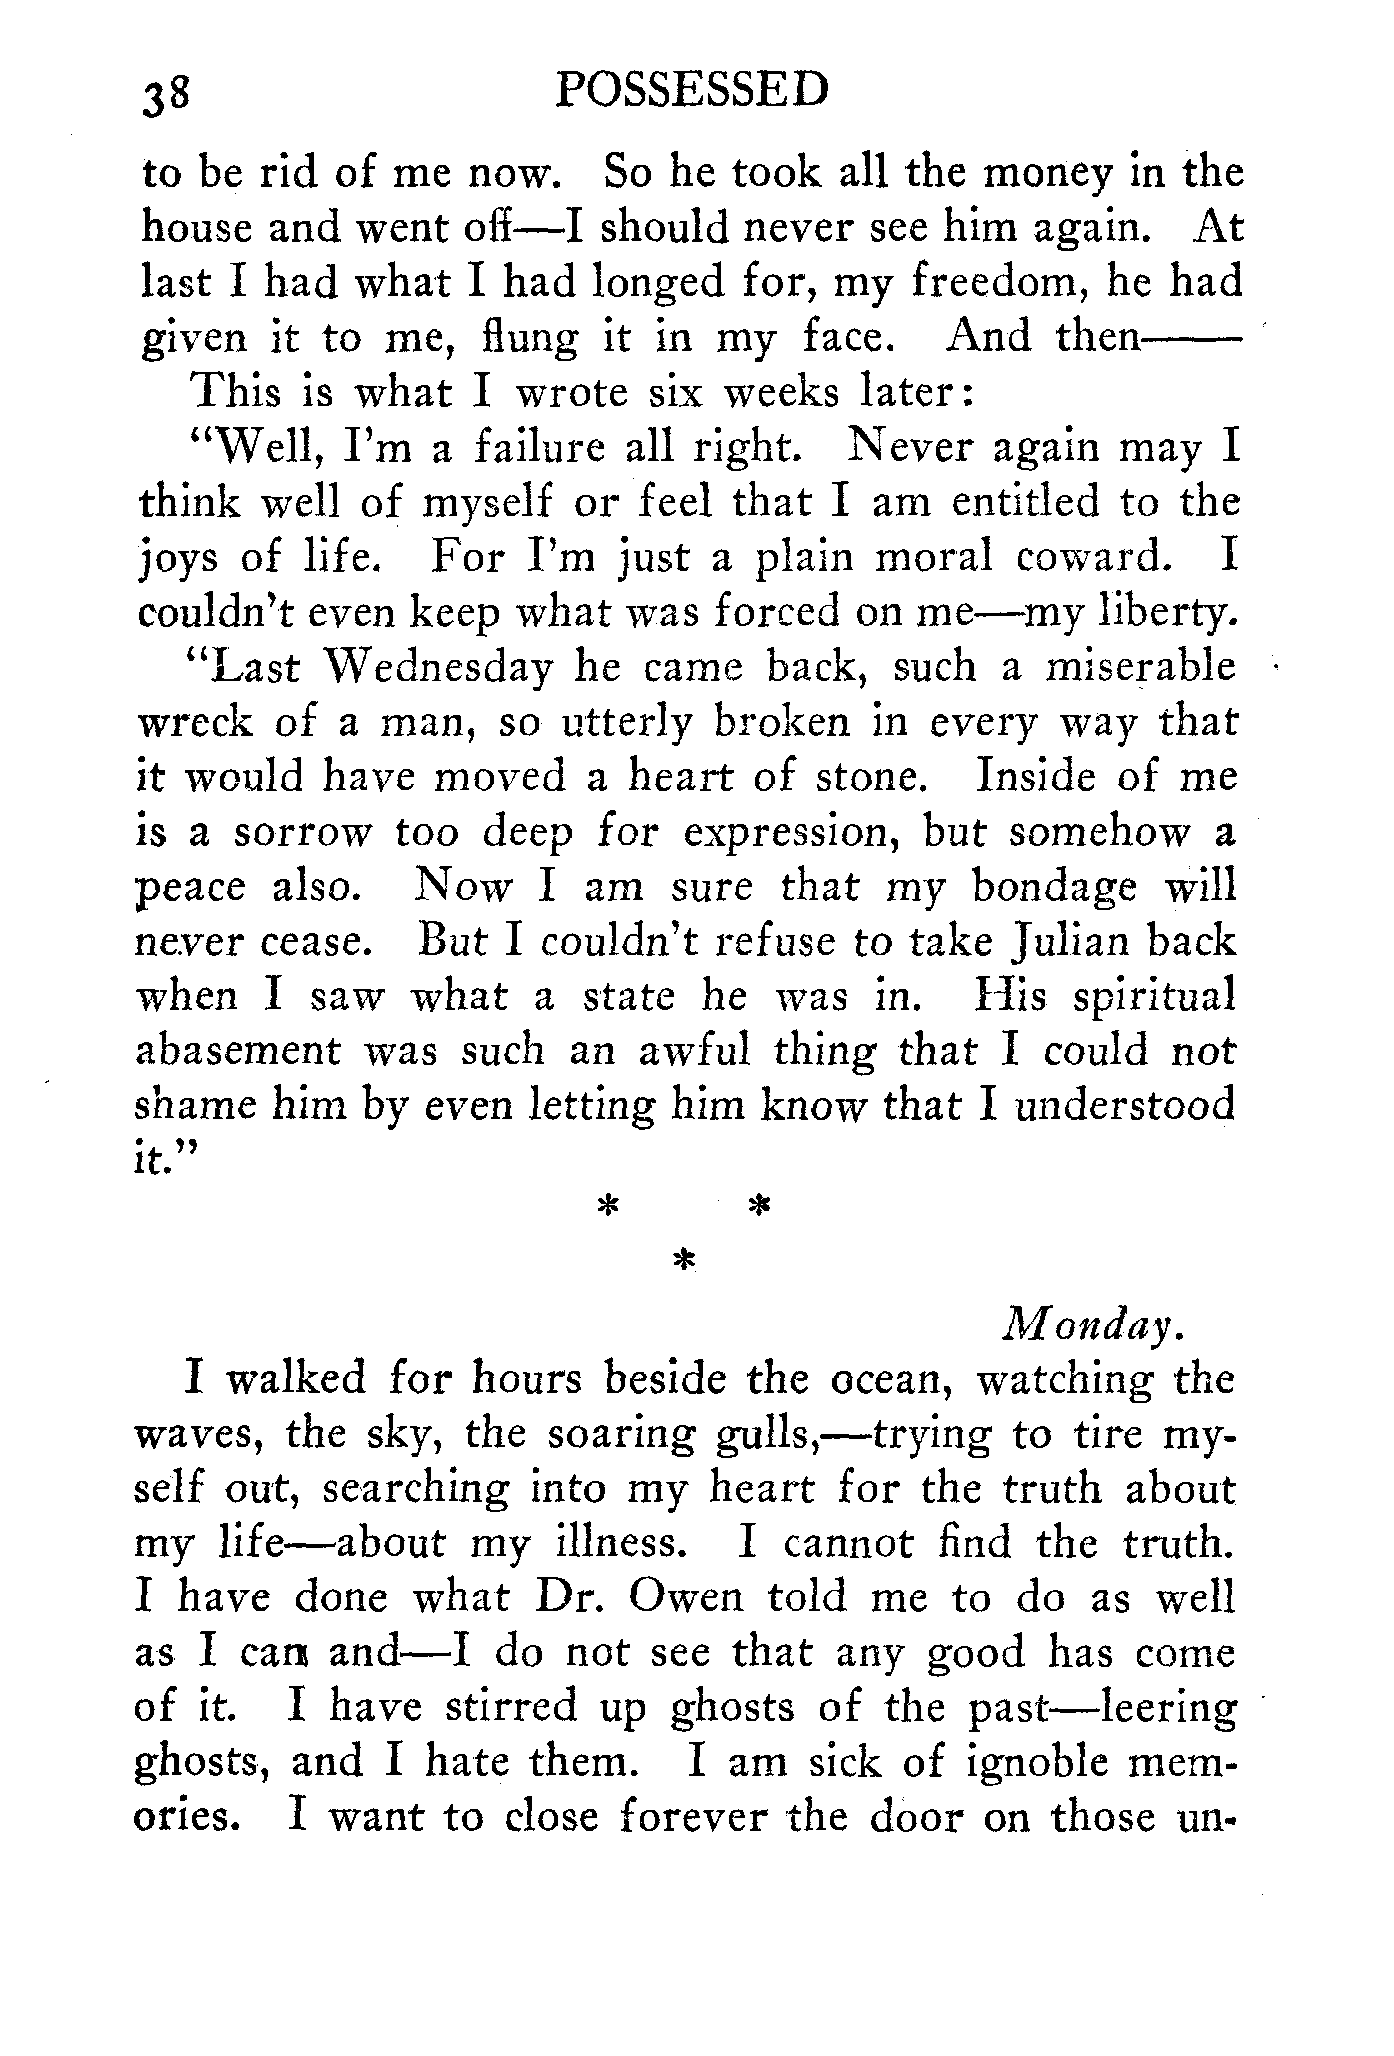 38 POSSESSED
to be rid of me now. So he took all the money in the
house and went off—I should never see him again. At
last I had what I had longed for, my freedom, he had
given it to me, flung it in my face. And then——
This is what I wrote six weeks later:
“Well, I’m a failure all right. Never again may I
think well of myself or feel that I am entitled to the
joys of life. For I’m just a plain moral coward. I
couldn’t even keep what was forced on me—my liberty.
“Last Wednesday he came back, such a miserable
wreck of a man, so utterly broken in every way that
it would have moved a heart of stone. Inside of me
is a sorrow too deep for expression, but somehow a
peace also. Now I am sure that my bondage will
never cease. But I couldn’t refuse to take Julian back
when I saw what a state he was in. His spiritual
abasement was such an awful thing that I could not
shame him by even letting him know that I understood
it.”
* *
*
Monday.
I walked for hours beside the ocean, watching the
waves, the sky, the soaring gulls,—trying to tire my-
self out, searching into my heart for the truth about
my life—about my illness. I cannot find the truth.
I have done what Dr. Owen told me to do as well
as I can and—I do not see that any good has come
of it. I have stirred up ghosts of the past—leering
ghosts, and I hate them. I am sick of ignoble mem-
ories. I want to close forever the door on those un-